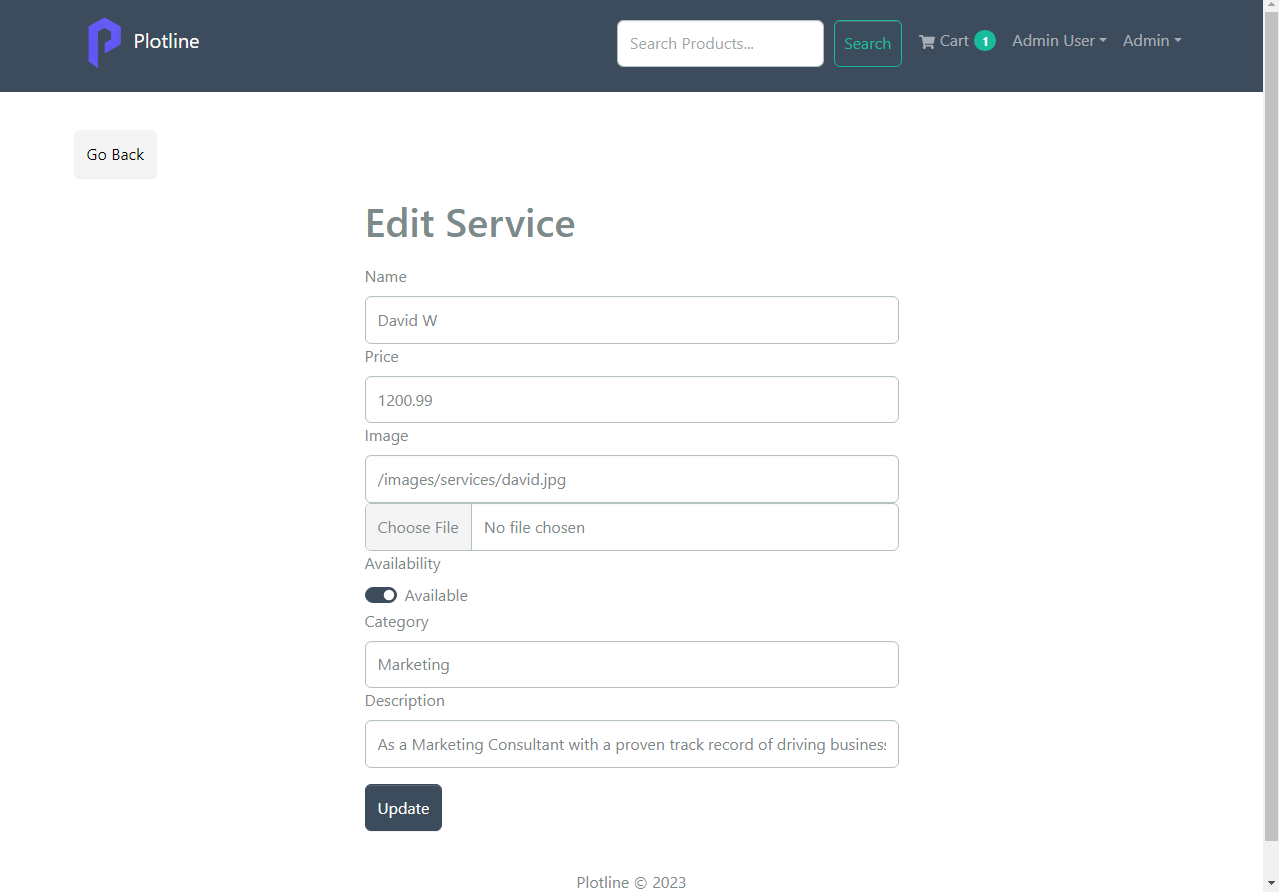 Plotline
Search Products...
Search
Cart 1
Admin User
Admin
Go Back
Edit Service
Name
David W
Price
1200.99
Image
/images/services/david.jpg
Choose File
No file chosen
Availability
Available
Category
Marketing
Description
As a Marketing Consultant with a proven track record of driving business
Update
Plotline © 2023